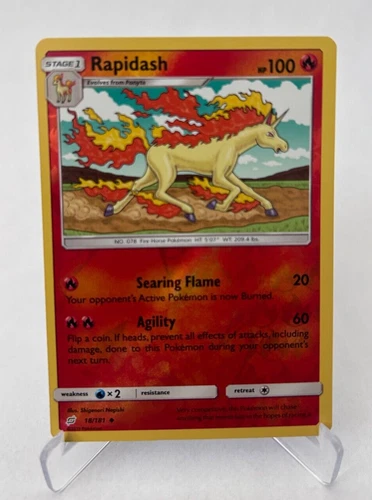 STAGE 1
Rapidash
HP100
Evolves from Ponyta
NO. 078 Fire Horse Pokémon HT: 5'07" WT: 209.4 lbs.
Searing Flame 20
Your opponent's Active Pokémon is now Burned.
Agility 60
Flip a coin. If heads, prevent all effects of attacks, including
damage, done to this Pokémon during your opponent's
next turn.
weakness ×2 resistance retreat
Illus. Shigenori Negishi
18/181